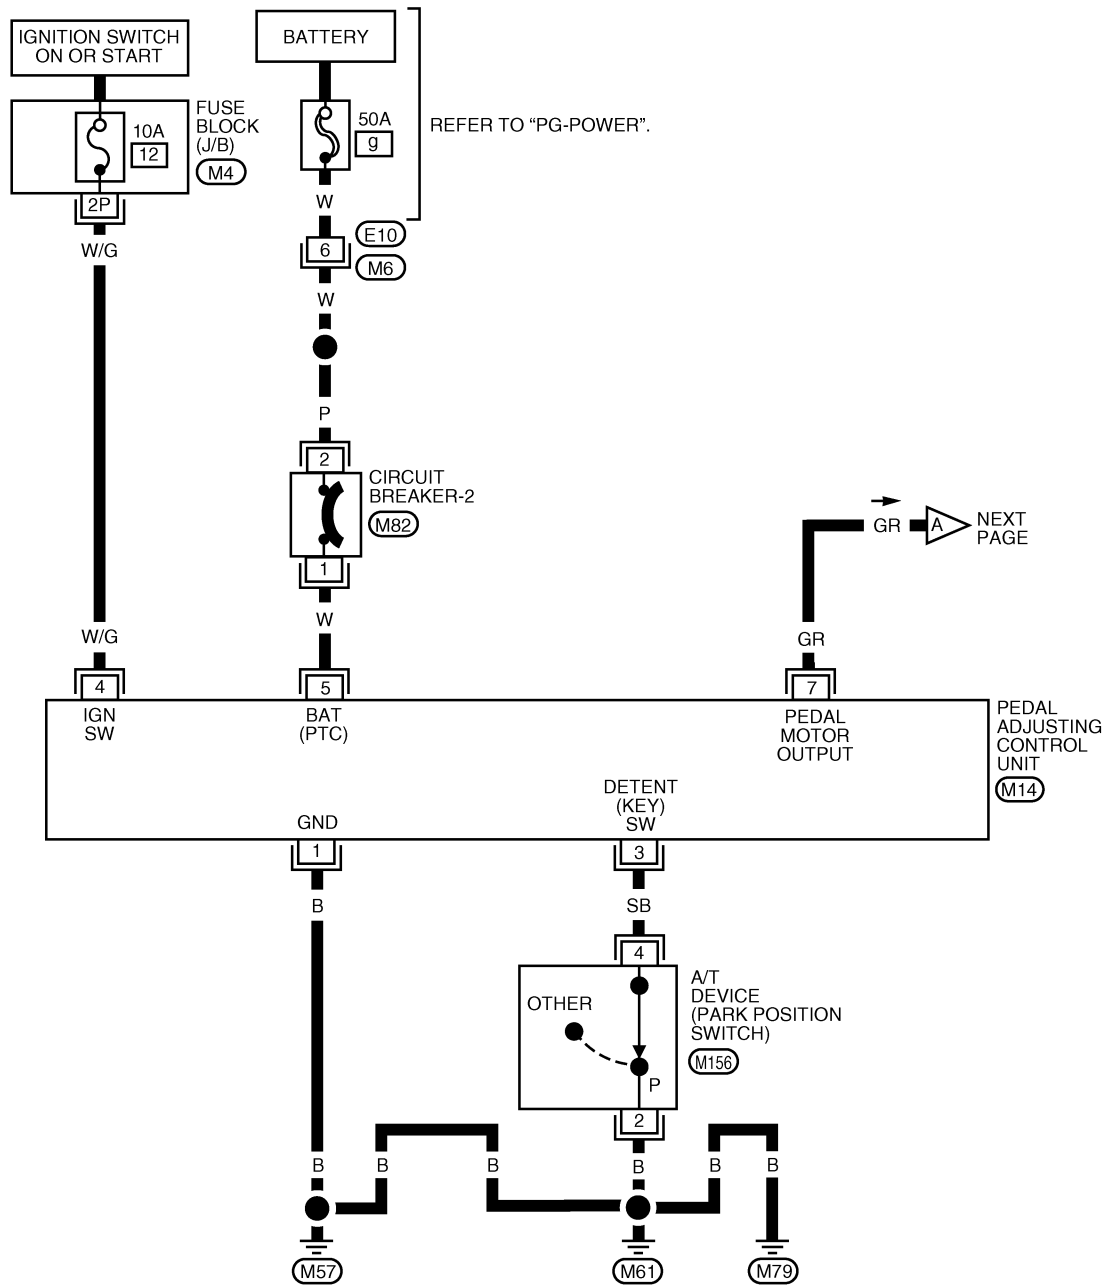 IGNITION SWITCH
ON OR START
BATTERY
FUSE
BLOCK
(J/B)
M4
10A
12
2P
50A
g
REFER TO “PG-POWER”.
W/G
W
6
E10
M6
W
P
2
CIRCUIT
BREAKER-2
M82
1
W
GR
A
NEXT
PAGE
W/G
GR
4
5
7
IGN
SW
BAT
(PTC)
PEDAL
MOTOR
OUTPUT
PEDAL
ADJUSTING
CONTROL
UNIT
M14
GND
DETENT
(KEY)
SW
1
3
B
SB
4
OTHER
P
A/T
DEVICE
(PARK POSITION
SWITCH)
M156
2
B
B
B
B
B
B
M57
M61
M79